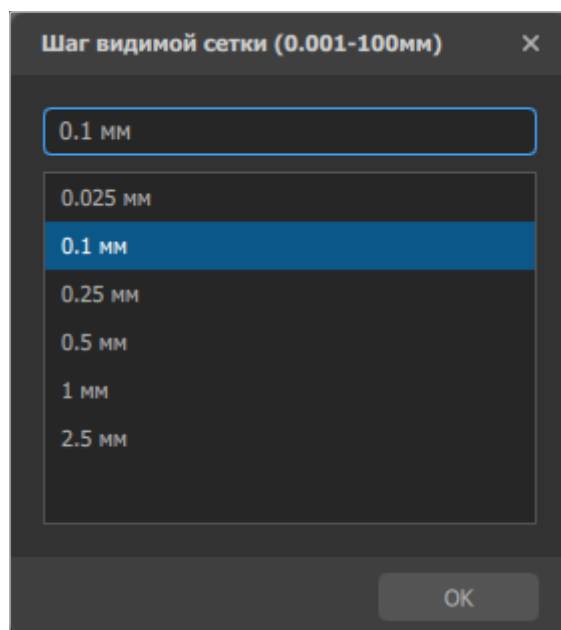 Шаг видимой сетки (0.001-100мм)
0.1 мм
0.025 мм
0.1 мм
0.25 мм
0.5 мм
1 мм
2.5 мм
OK